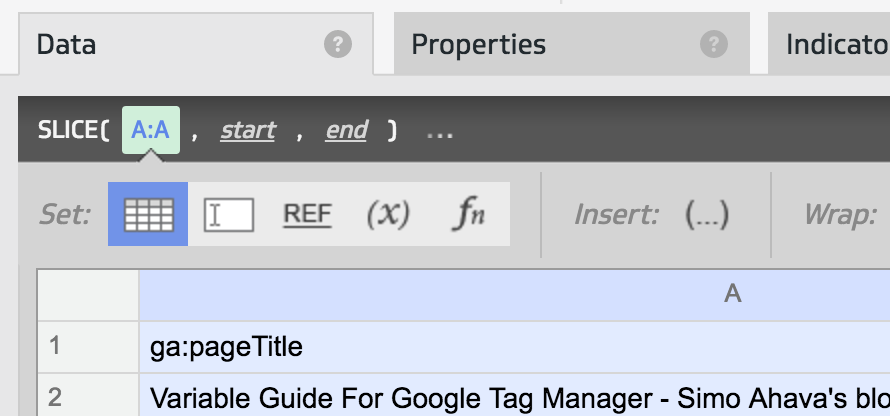 Data ? Properties ? Indicato
SLICE( A:A , start , end ) ...
Set: REF (x) fn Insert: (...) Wrap:
A
1 ga:pageTitle
2 Variable Guide For Google Tag Manager - Simo Ahava's blo